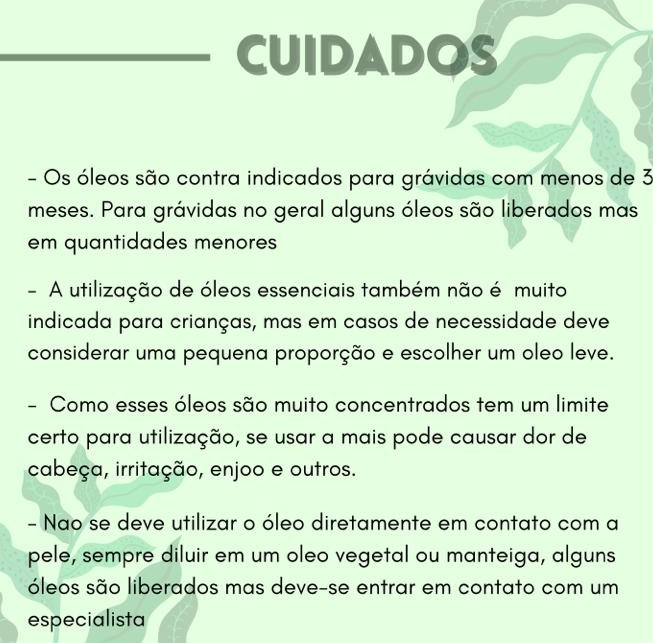 CUIDADOS
- Os óleos são contra indicados para grávidas com menos de 3
meses. Para grávidas no geral alguns óleos são liberados mas
em quantidades menores
- A utilização de óleos essenciais também não é muito
indicada para crianças, mas em casos de necessidade deve
considerar uma pequena proporção e escolher um oleo leve.
- Como esses óleos são muito concentrados tem um limite
certo para utilização, se usar a mais pode causar dor de
cabeça, irritação, enjoo e outros.
- Nao se deve utilizar o óleo diretamente em contato com a
pele, sempre diluir em um oleo vegetal ou manteiga, alguns
óleos são liberados mas deve-se entrar em contato com um
especialista